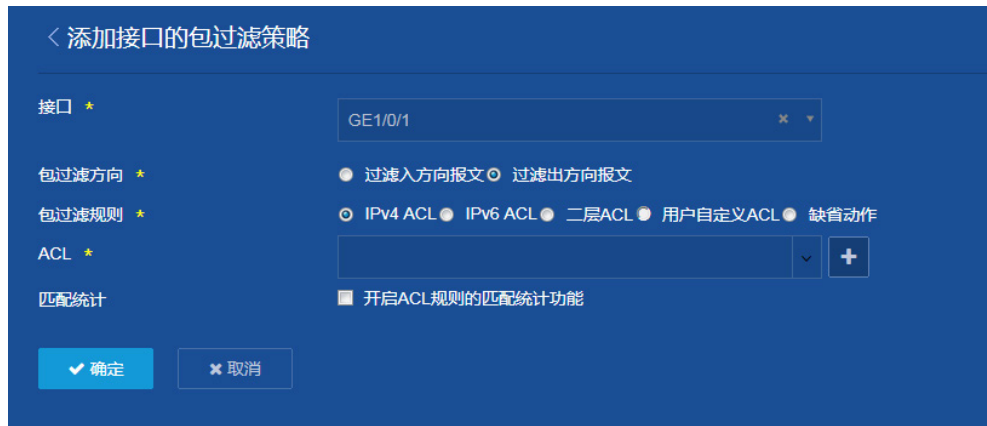 添加接口的包过滤策略
接口 *
GE1/0/1
包过滤方向 * 过滤入方向报文 过滤出方向报文
包过滤规则 * IPv4 ACL IPv6 ACL 二层ACL 用户自定义ACL 缺省动作
ACL *
匹配统计 开启ACL规则的匹配统计功能
确定 取消